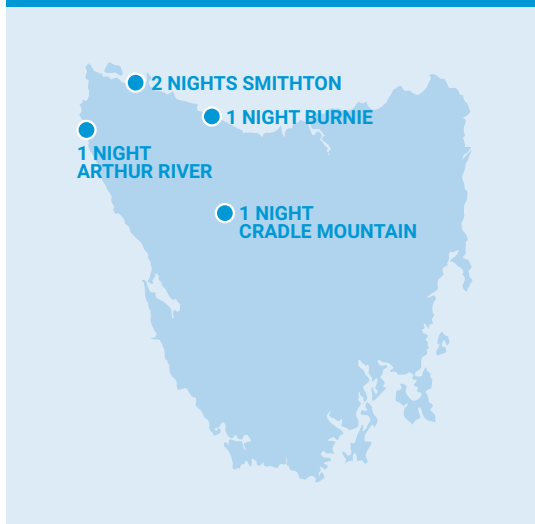 2 NIGHTS SMITHTON
1 NIGHT BURNIE
1 NIGHT
ARTHUR RIVER
1 NIGHT
CRADLE MOUNTAIN